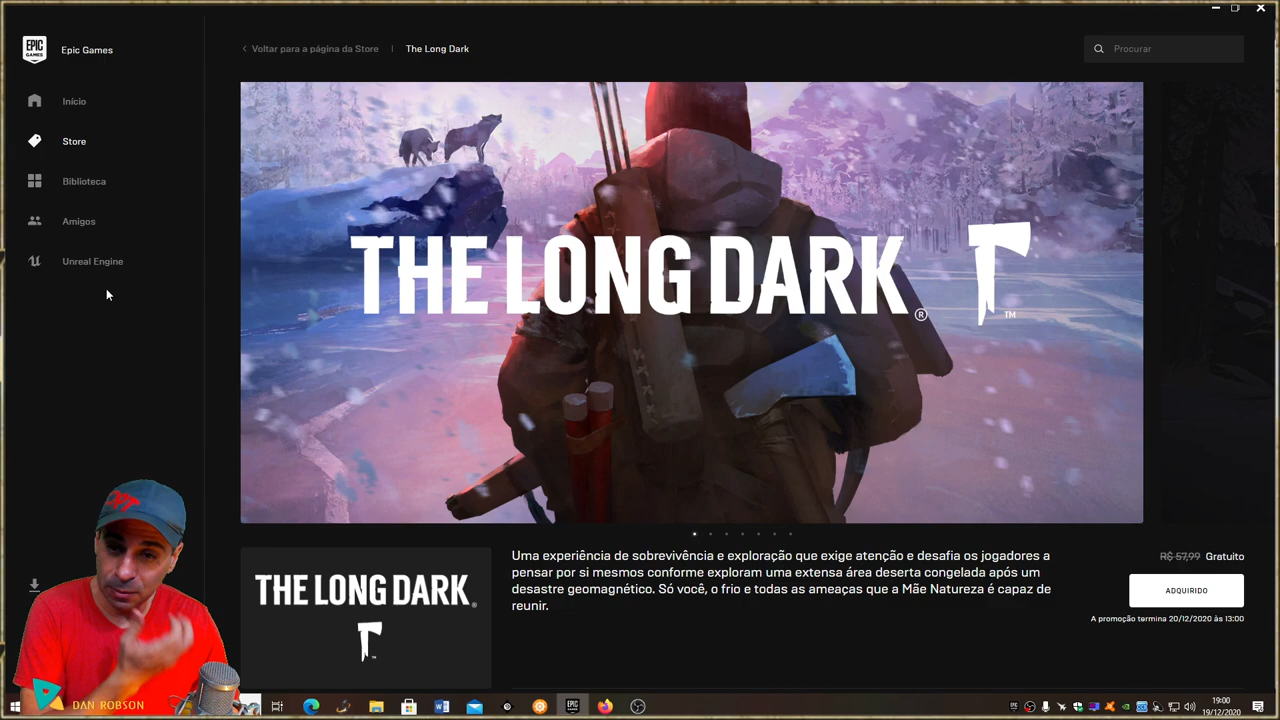 EPIC
GAMES
Epic Games
Voltar para a página da Store
The Long Dark
Procurar
Início
Store
Biblioteca
Amigos
Unreal Engine
THE LONG DARK
®
TM
THE LONG DARK
®
Uma experiência de sobrevivência e exploração que exige atenção e desafia os jogadores a
pensar por si mesmos conforme exploram uma extensa área deserta congelada após um
desastre geomagnético. Só você, o frio e todas as ameaças que a Mãe Natureza é capaz de
reunir.
R$ 57,99 Gratuito
ADQUIRIDO
A promoção termina 20/12/2020 às 13:00
DAN ROBSON
19:00
19/12/2020